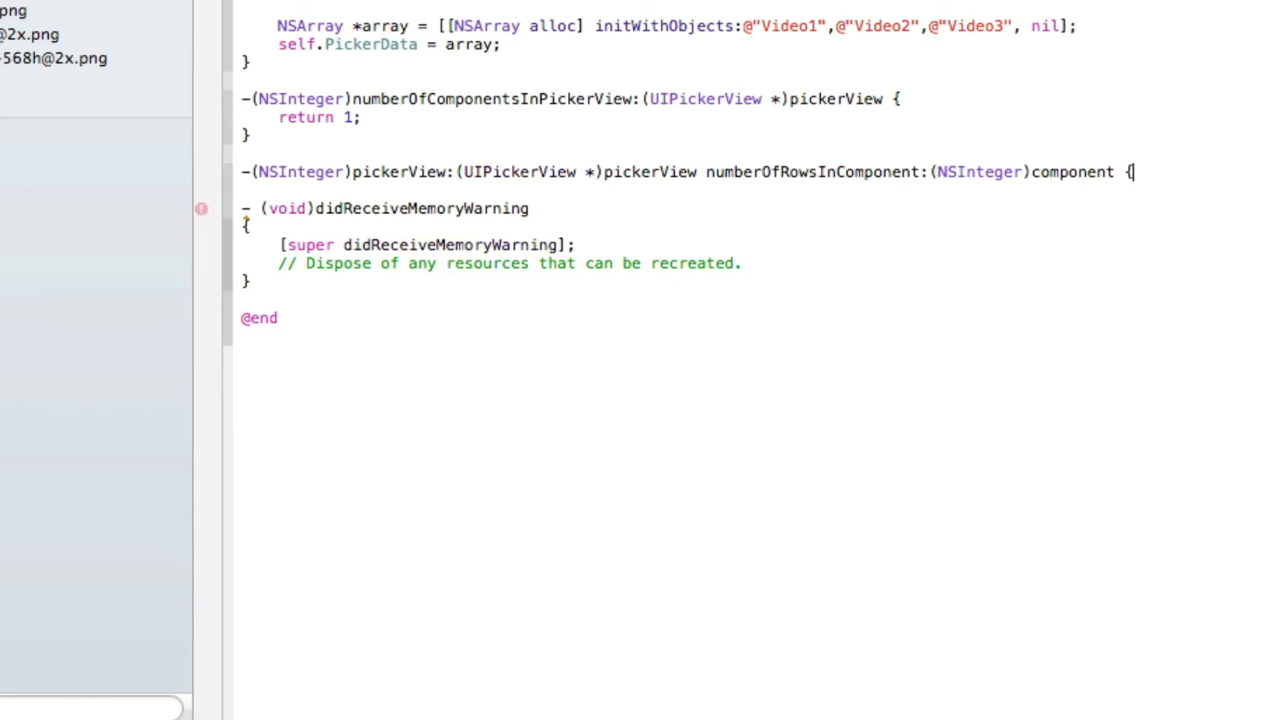 png
@2x.png
-568h@2x.png
NSArray *array = [[NSArray alloc] initWithObjects:@"Video1",@"Video2",@"Video3", nil];
self.PickerData = array;
}
-(NSInteger)numberOfComponentsInPickerView:(UIPickerView *)pickerView {
return 1;
}
-(NSInteger)pickerView:(UIPickerView *)pickerView numberOfRowsInComponent:(NSInteger)component {
- (void)didReceiveMemoryWarning
{
[super didReceiveMemoryWarning];
// Dispose of any resources that can be recreated.
}
@end